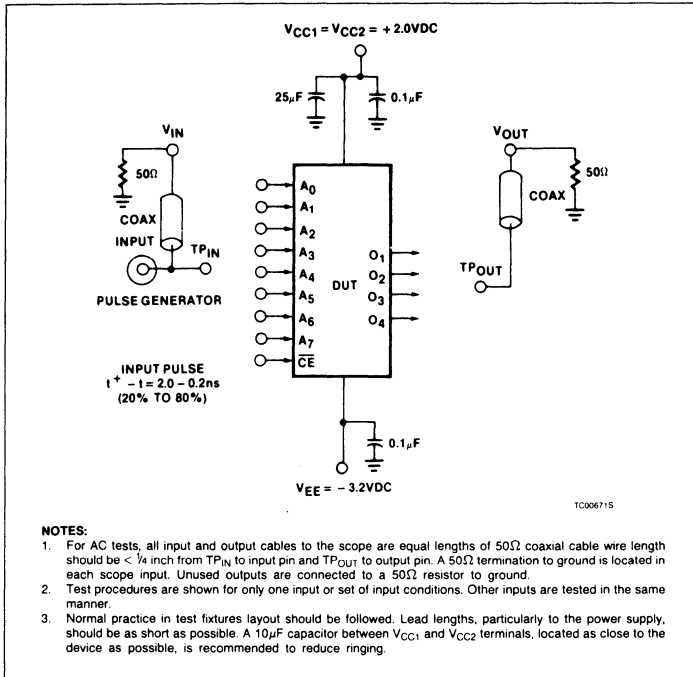 VCC1 = VCC2 = + 2.0VDC
25µF
0.1µF
VIN
50Ω
COAX
INPUT
TPIN
PULSE GENERATOR
INPUT PULSE
t+ - t = 2.0 - 0.2ns
(20% TO 80%)
A0
A1
A2
A3
A4
A5
A6
A7
CE
DUT
O1
O2
O3
O4
VOUT
50Ω
COAX
TPOUT
0.1µF
VEE = - 3.2VDC
TC00671S
NOTES:
1. For AC tests, all input and output cables to the scope are equal lengths of 50Ω coaxial cable wire length
should be < 1/4 inch from TPIN to input pin and TPOUT to output pin. A 50Ω termination to ground is located in
each scope input. Unused outputs are connected to a 50Ω resistor to ground.
2. Test procedures are shown for only one input or set of input conditions. Other inputs are tested in the same
manner.
3. Normal practice in test fixtures layout should be followed. Lead lengths, particularly to the power supply,
should be as short as possible. A 10µF capacitor between VCC1 and VCC2 terminals, located as close to the
device as possible, is recommended to reduce ringing.